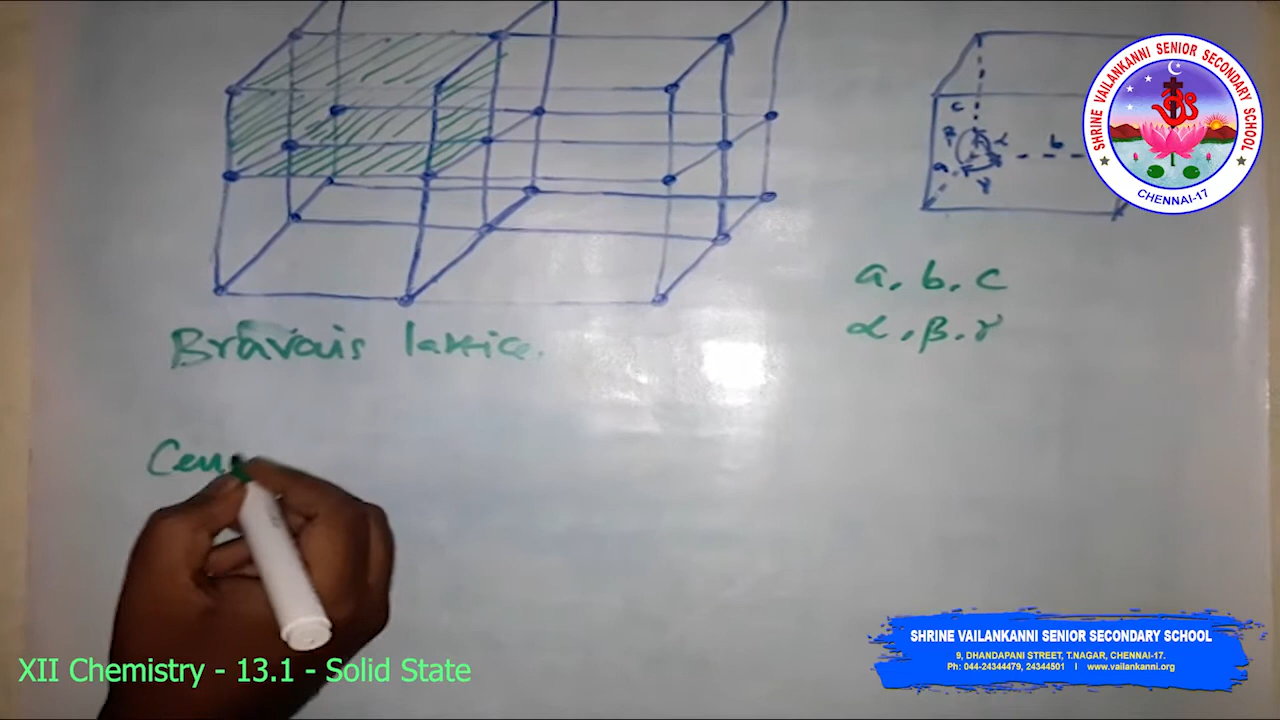 c
β
α
b
a
γ
a, b, c
α, β, γ
Bravais lattice.
Cen
SHRINE VAILANKANNI SENIOR SECONDARY SCHOOL
CHENNAI-17
SHRINE VAILANKANNI SENIOR SECONDARY SCHOOL
9, DHANDAPANI STREET, T.NAGAR, CHENNAI-17.
Ph: 044-24344479, 24344501 I www.vailankanni.org
XII Chemistry - 13.1 - Solid State